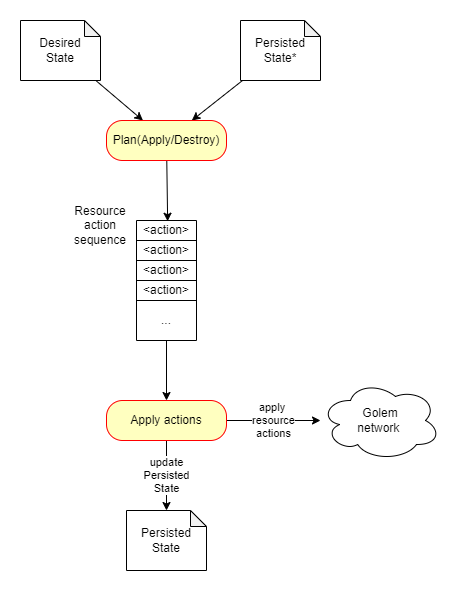 Desired
State
Persisted
State*
Plan(Apply/Destroy)
Resource
action
sequence
<action>
<action>
<action>
<action>
...
Apply actions
apply
resource
actions
Golem
network
update
Persisted
State
Persisted
State